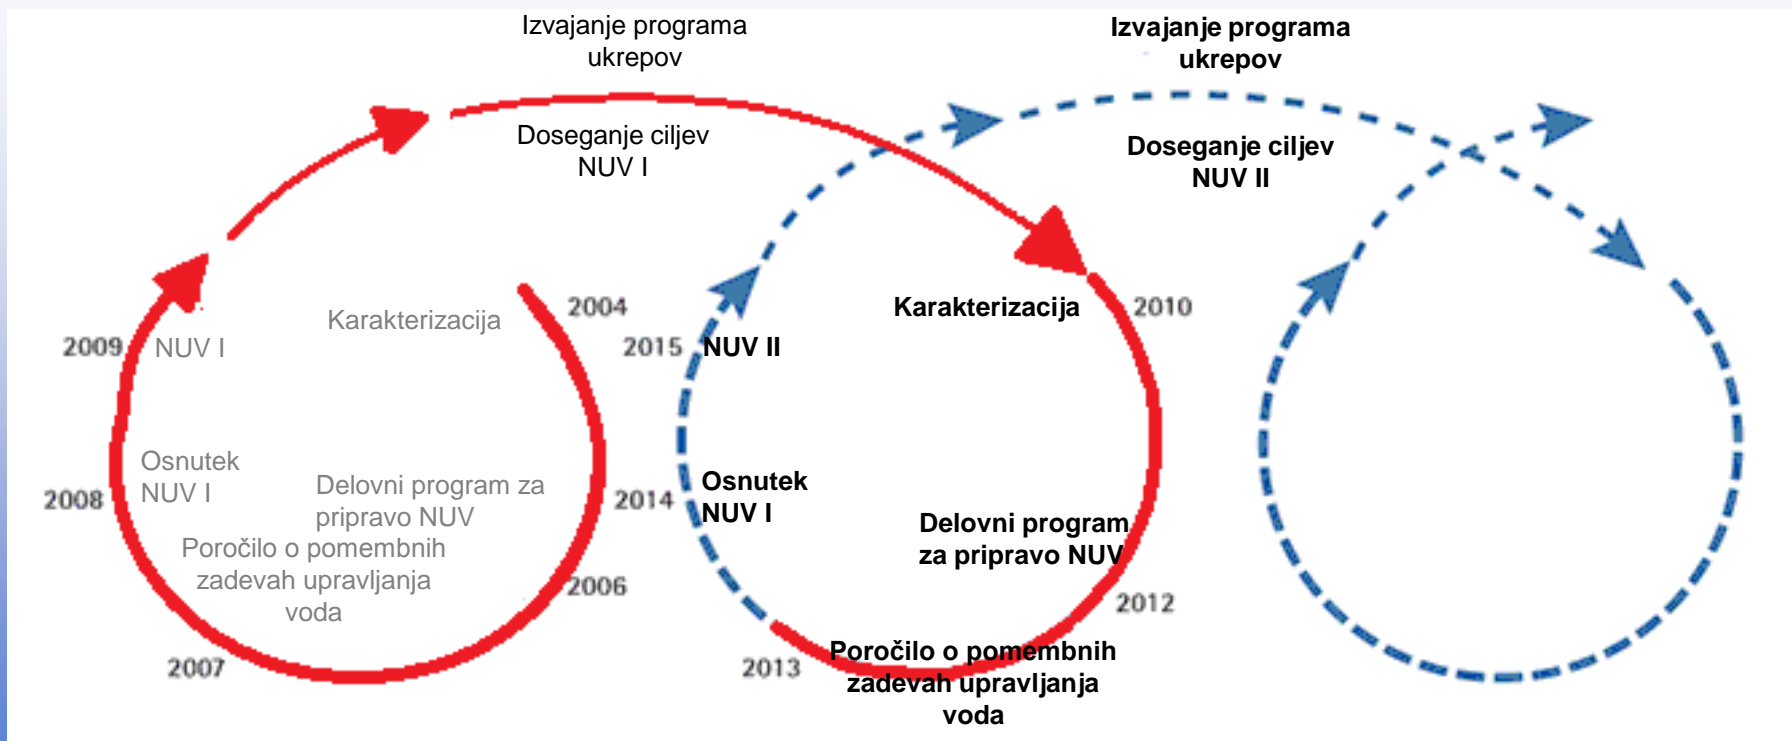 Izvajanje programa
ukrepov
Doseganje ciljev
NUV I
Izvajanje programa
ukrepov
Doseganje ciljev
NUV II
Karakterizacija
2004
2009
NUV I
Osnutek
NUV I
2008
Delovni program za
pripravo NUV
Poročilo o pomembnih
zadevah upravljanja
voda
2006
2007
Karakterizacija
2010
2015
NUV II
2014
Osnutek
NUV I
Delovni program
za pripravo NUV
2012
2013
Poročilo o pomembnih
zadevah upravljanja
voda